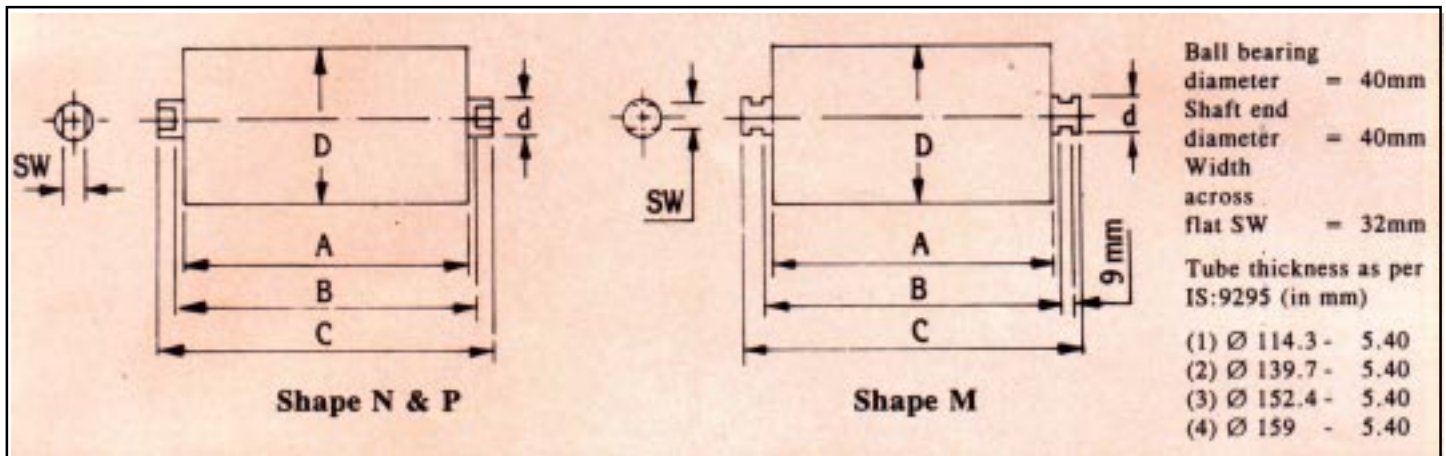 SW
D
d
A
B
C
Shape N & P
SW
D
d
A
B
C
9 mm
Shape M
Ball bearing
diameter = 40mm
Shaft end
diameter = 40mm
Width
across
flat SW = 32mm
Tube thickness as per
IS:9295 (in mm)
(1) Ø 114.3 - 5.40
(2) Ø 139.7 - 5.40
(3) Ø 152.4 - 5.40
(4) Ø 159 - 5.40